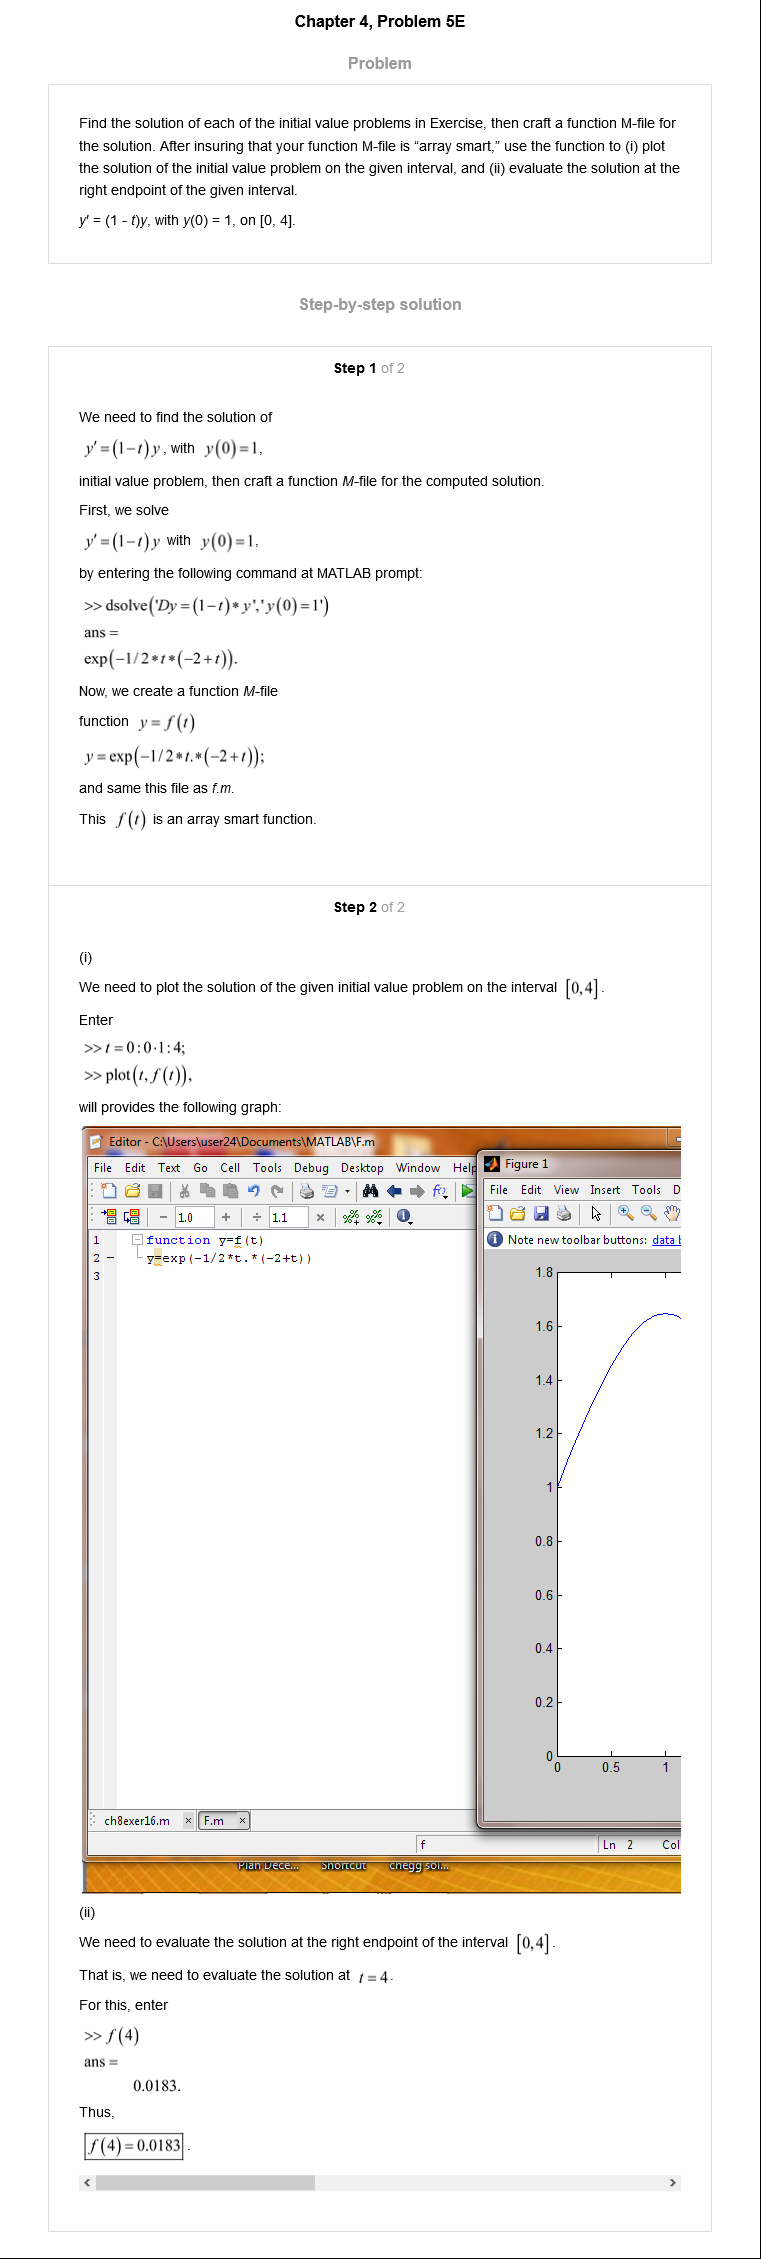 Chapter 4, Problem 5E
Problem
Find the solution of each of the initial value problems in Exercise, then craft a function M-file for
the solution. After insuring that your function M-file is “array smart,” use the function to (i) plot
the solution of the initial value problem on the given interval, and (ii) evaluate the solution at the
right endpoint of the given interval.
y′ = (1 - t)y, with y(0) = 1, on [0, 4].
Step-by-step solution
Step 1 of 2
We need to find the solution of
y′ = (1−t) y , with y(0) = 1,
initial value problem, then craft a function M-file for the computed solution.
First, we solve
y′ = (1−t) y with y(0) = 1,
by entering the following command at MATLAB prompt:
>> dsolve('Dy = (1−t) * y',' y(0) = 1')
ans =
exp(−1/2*t*(−2+t)).
Now, we create a function M-file
function y = f(t)
y = exp(−1/2*t.*(−2+t));
and same this file as f.m.
This f(t) is an array smart function.
Step 2 of 2
(i)
We need to plot the solution of the given initial value problem on the interval [0,4].
Enter
>> t = 0:0·1:4;
>> plot(t, f(t)),
will provides the following graph:
Editor - C:\Users\user24\Documents\MATLAB\F.m
File Edit Text Go Cell Tools Debug Desktop Window Help
Figure 1
File Edit View Insert Tools D
− 1.0 + ÷ 1.1 ×
Note new toolbar buttons: data b
1 function y=f(t)
2 − y=exp(-1/2*t.*(-2+t))
3
1.8
1.6
1.4
1.2
1
0.8
0.6
0.4
0.2
0
0 0.5 1
ch8exer16.m × F.m ×
f Ln 2 Col
Plan Dece... Shortcut chegg sol...
(ii)
We need to evaluate the solution at the right endpoint of the interval [0,4].
That is, we need to evaluate the solution at t = 4.
For this, enter
>> f(4)
ans =
0.0183.
Thus,
f(4) = 0.0183 .